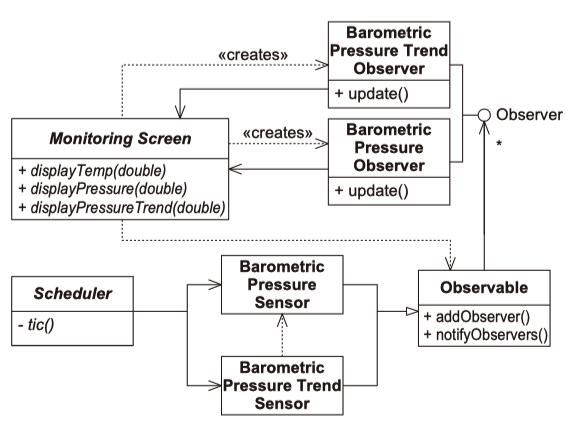 Barometric
Pressure Trend
Observer
+ update()
«creates»
Monitoring Screen
+ displayTemp(double)
+ displayPressure(double)
+ displayPressureTrend(double)
«creates»
Barometric
Pressure
Observer
+ update()
Observer
*
Scheduler
- tic()
Barometric
Pressure
Sensor
Barometric
Pressure Trend
Sensor
Observable
+ addObserver()
+ notifyObservers()